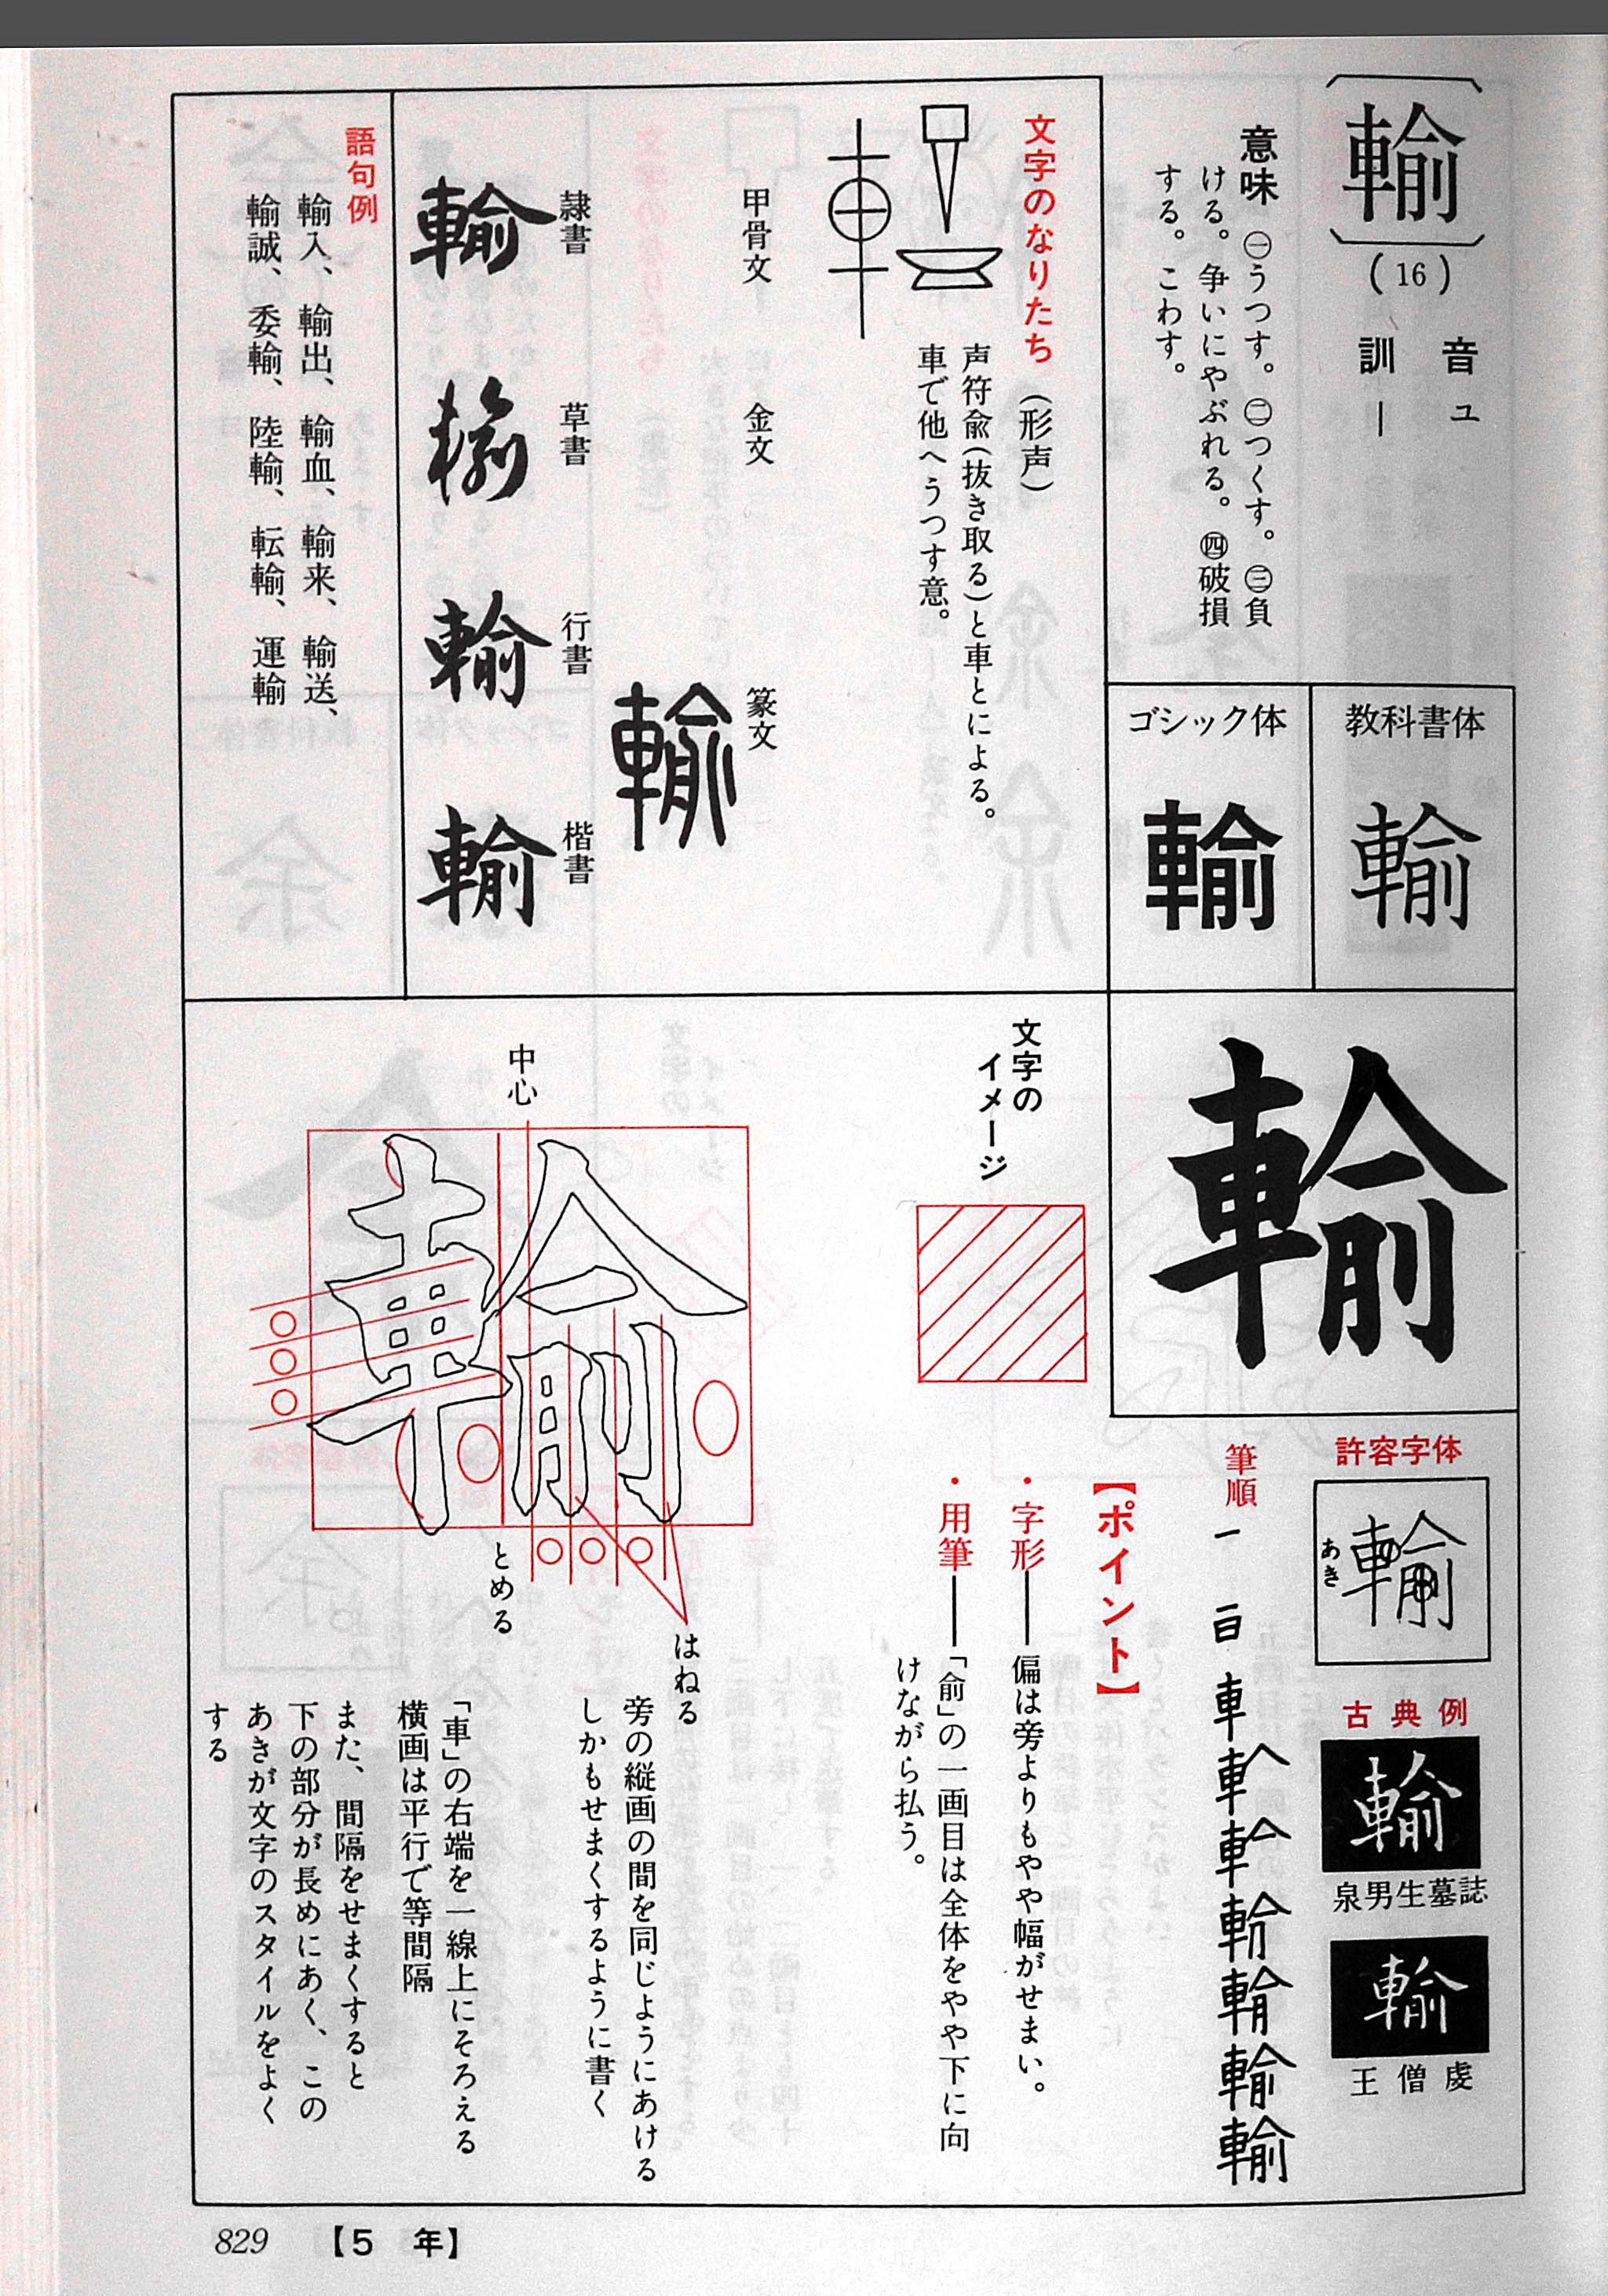 輸
(16)
音 ユ
訓 ―
意味 ㊀うつす。㊁つくす。㊂負
ける。争いにやぶれる。㊃破損
する。こわす。
教科書体
輸
ゴシック体
輸
文字のなりたち (形声)
声符兪(抜き取る)と車とによる。
車で他へうつす意。
甲骨文
金文
篆文
輸
隷書
輸
草書
輸
行書
輸
楷書
輸
語句例
輸入、輸出、輸血、輸来、輸送、
輸誠、委輸、陸輸、転輸、運輸
輸
許容字体
輸
あき
古典例
輸
泉男生墓誌
輸
王僧虔
筆順
文字の
イメージ
【ポイント】
・字形―偏は旁よりもやや幅がせまい。
・用筆―「俞」の一画目は全体をやや下に向
けながら払う。
中心
輸
はねる
とめる
旁の縦画の間を同じようにあける
しかもせまくするように書く
「車」の右端を一線上にそろえる
横画は平行で等間隔
また、間隔をせまくすると
下の部分が長めにあく、この
あきが文字のスタイルをよく
する
829 【5 年】